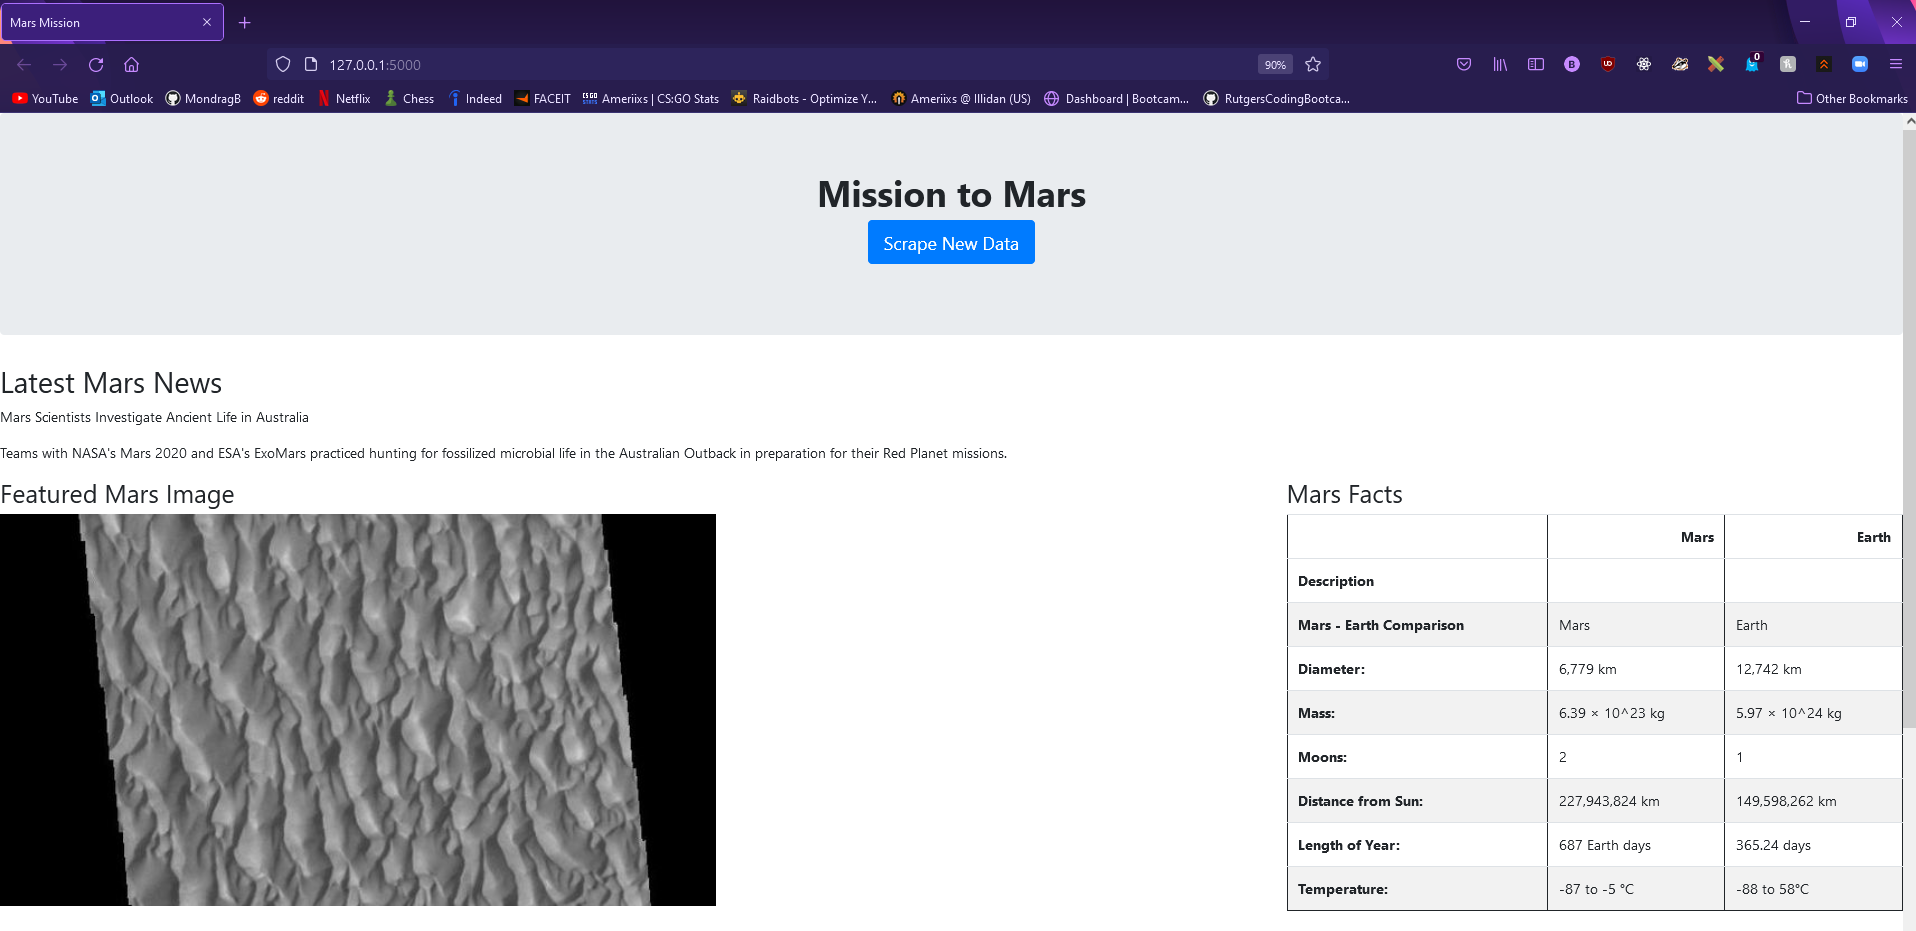 Mars Mission
127.0.0.1:5000
90%
0
YouTube Outlook MondragB reddit Netflix Chess Indeed FACEIT Ameriixs | CS:GO Stats Raidbots - Optimize Y... Ameriixs @ Illidan (US) Dashboard | Bootcam... RutgersCodingBootca... Other Bookmarks
Mission to Mars
Scrape New Data
Latest Mars News
Mars Scientists Investigate Ancient Life in Australia
Teams with NASA's Mars 2020 and ESA's ExoMars practiced hunting for fossilized microbial life in the Australian Outback in preparation for their Red Planet missions.
Featured Mars Image
Mars Facts
Mars Earth
Description
Mars - Earth Comparison Mars Earth
Diameter: 6,779 km 12,742 km
Mass: 6.39 × 10^23 kg 5.97 × 10^24 kg
Moons: 2 1
Distance from Sun: 227,943,824 km 149,598,262 km
Length of Year: 687 Earth days 365.24 days
Temperature: -87 to -5 °C -88 to 58°C